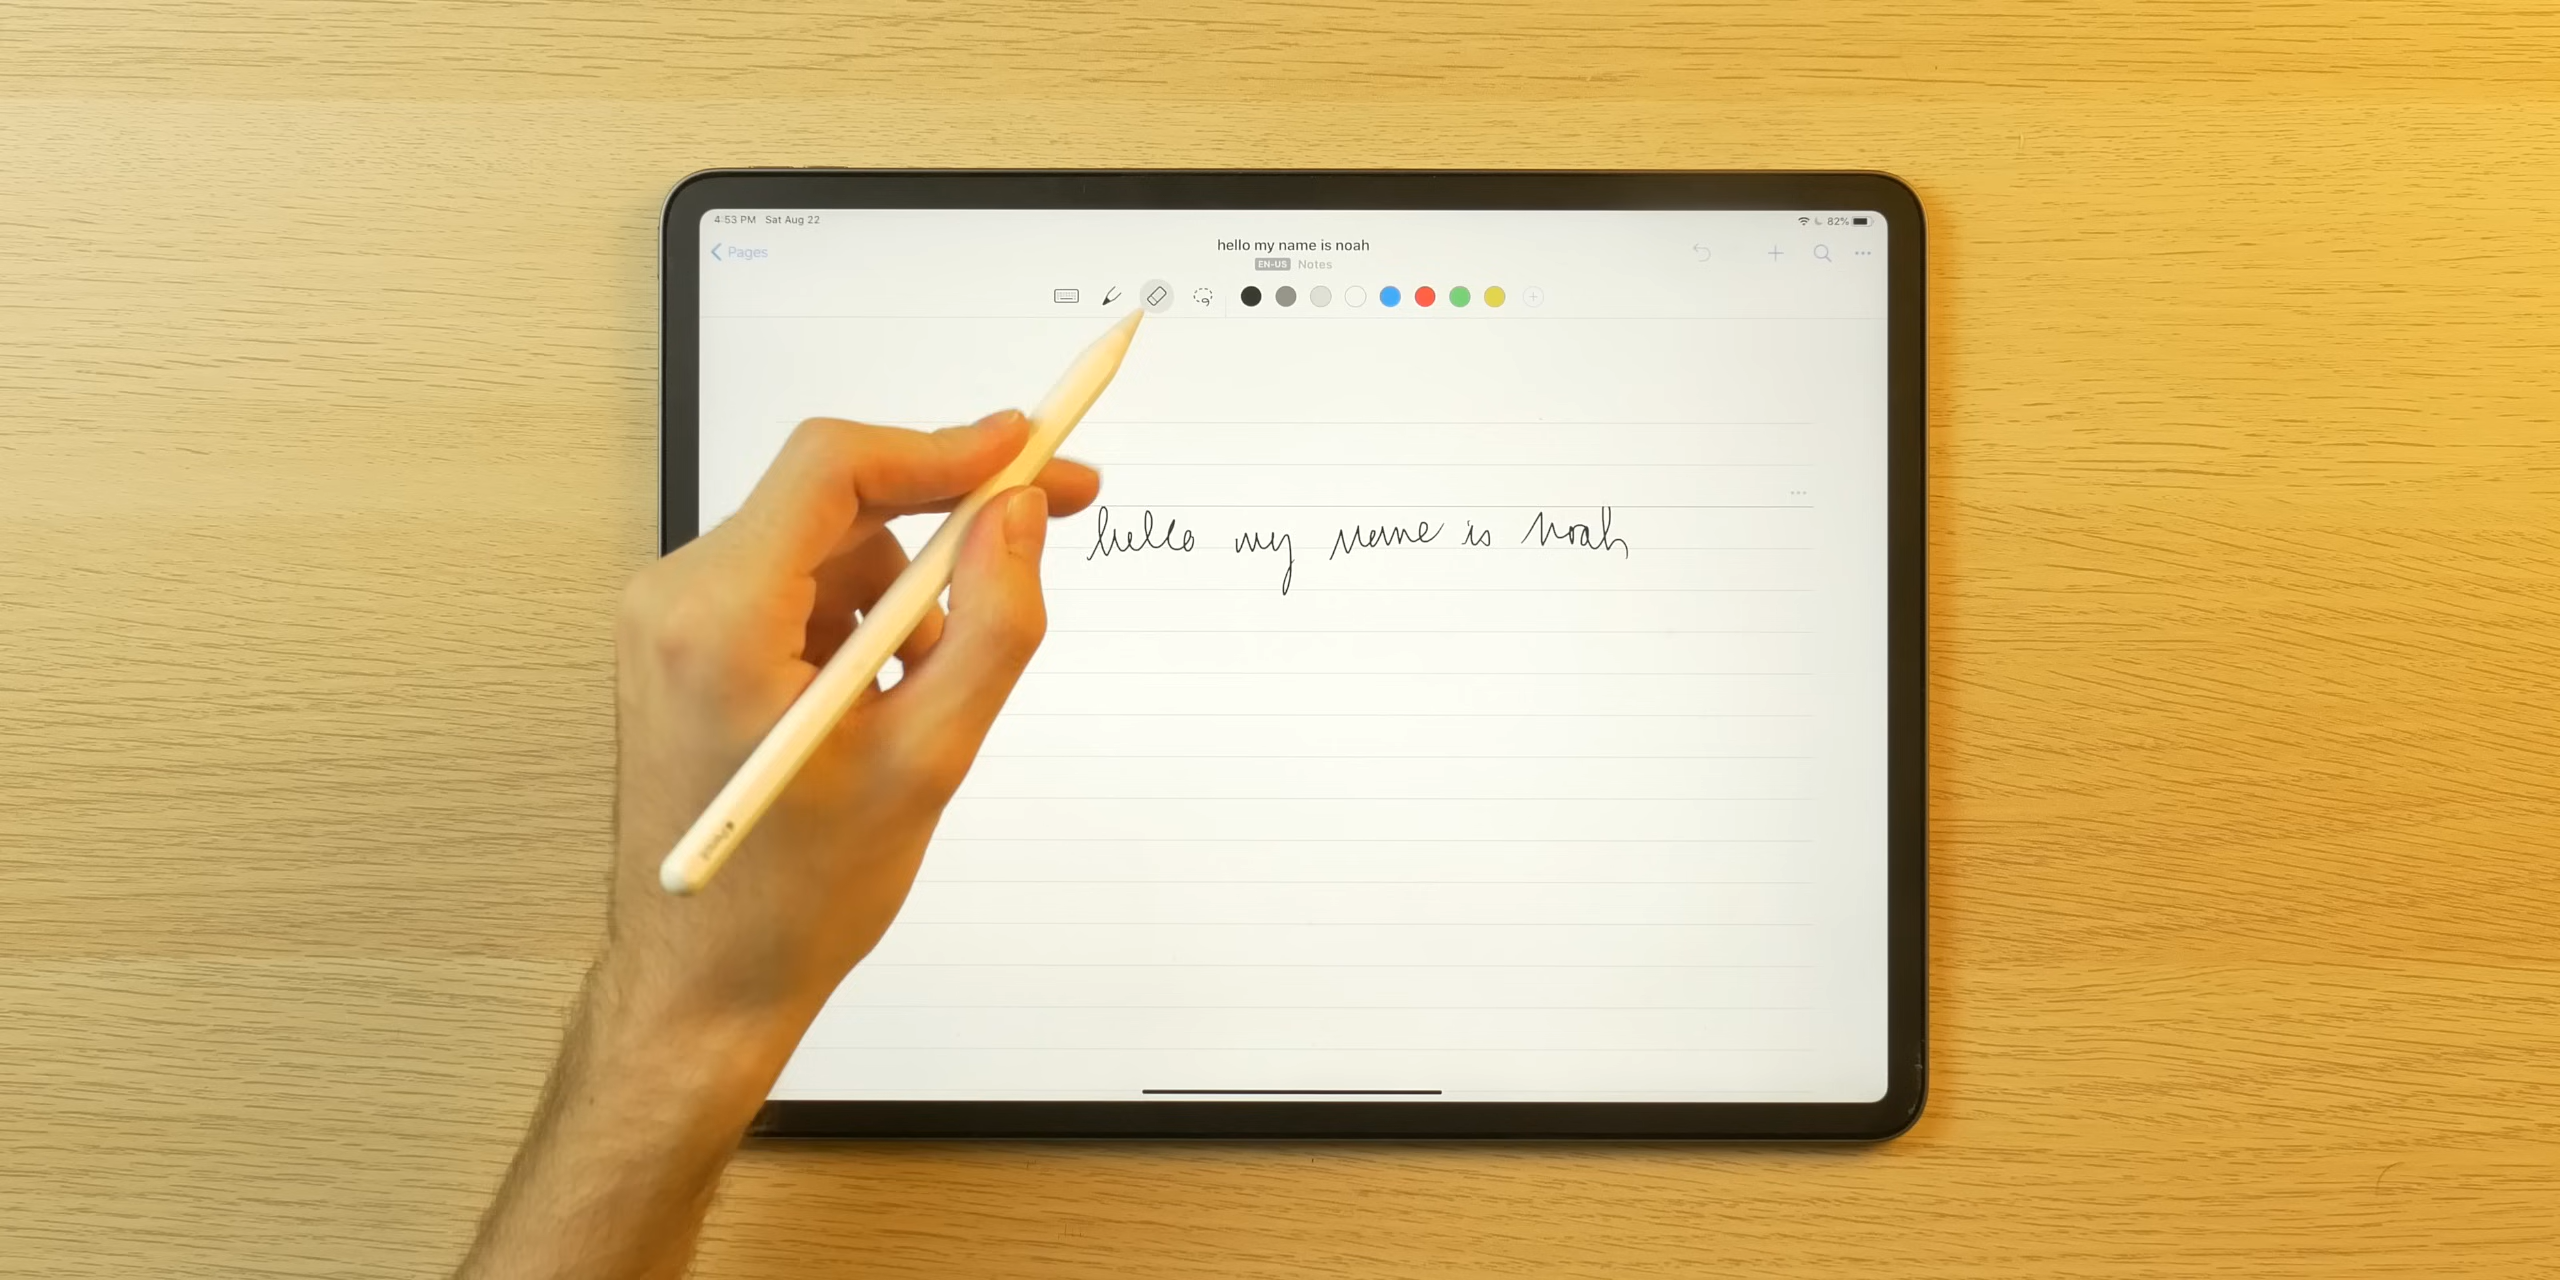 4:53 PM Sat Aug 22
82%
Pages
hello my name is noah
EN-US Notes
hello my name is noah
Pencil